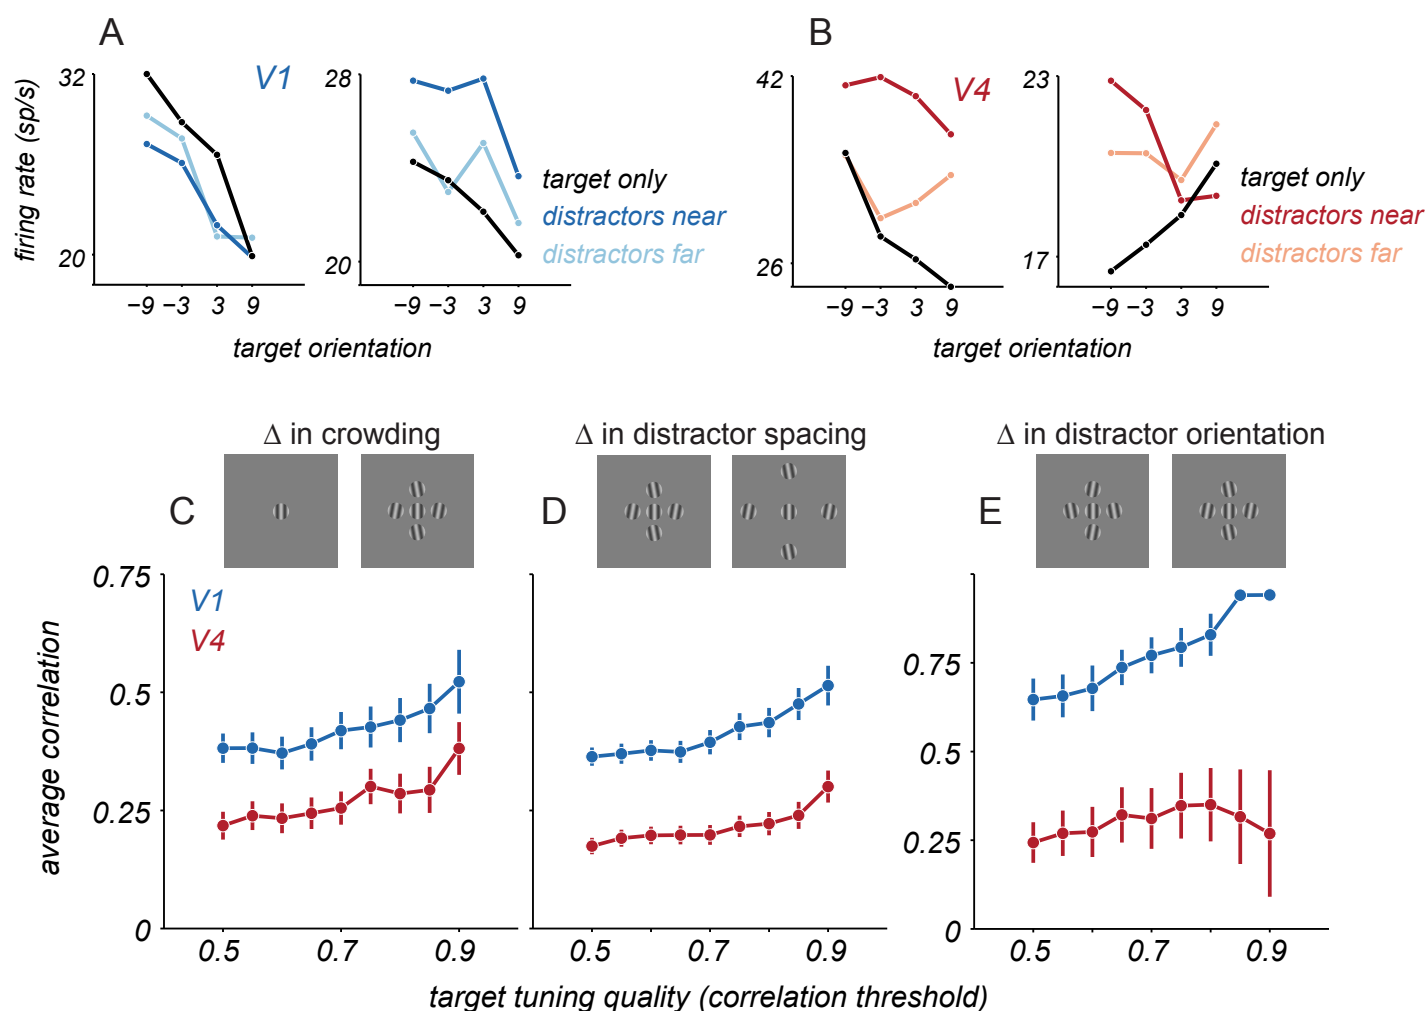 A
B
firing rate (sp/s)
32
20
V1
28
20
−9 −3 3 9
−9 −3 3 9
target orientation
target only
distractors near
distractors far
42
26
V4
23
17
−9 −3 3 9
−9 −3 3 9
target orientation
target only
distractors near
distractors far
Δ in crowding
Δ in distractor spacing
Δ in distractor orientation
C
D
E
average correlation
0.75
0.5
0.25
0
V1
V4
0.75
0.5
0.25
0
0.5 0.7 0.9
0.5 0.7 0.9
0.5 0.7 0.9
target tuning quality (correlation threshold)